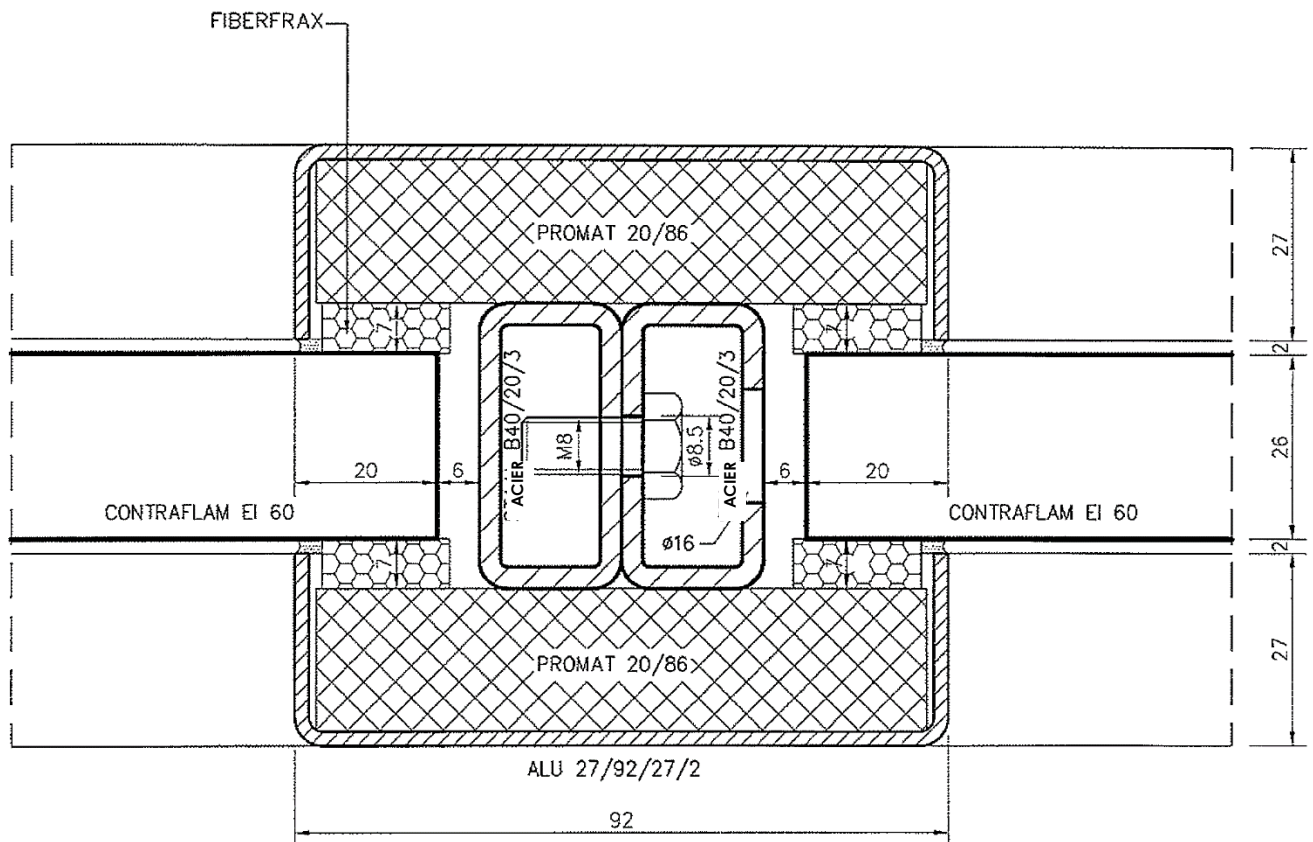 FIBERFRAX
PROMAT 20/86
27
7
7
2
ACIER B40/20/3
M8
ø8.5
ACIER B40/20/3
26
20
6
6
20
CONTRAFLAM EI 60
CONTRAFLAM EI 60
ø16
2
7
7
PROMAT 20/86
27
ALU 27/92/27/2
92